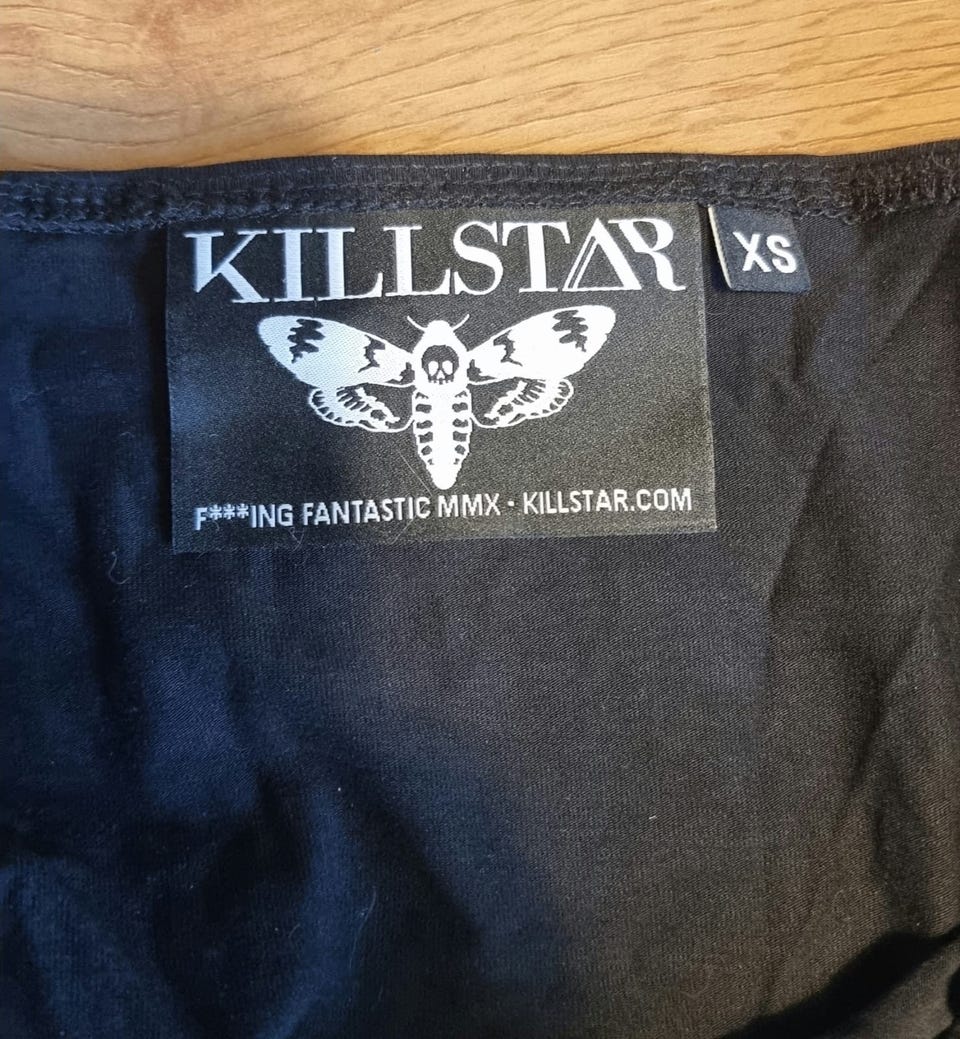 KILLSTAR
XS
F***ING FANTASTIC MMX · KILLSTAR.COM